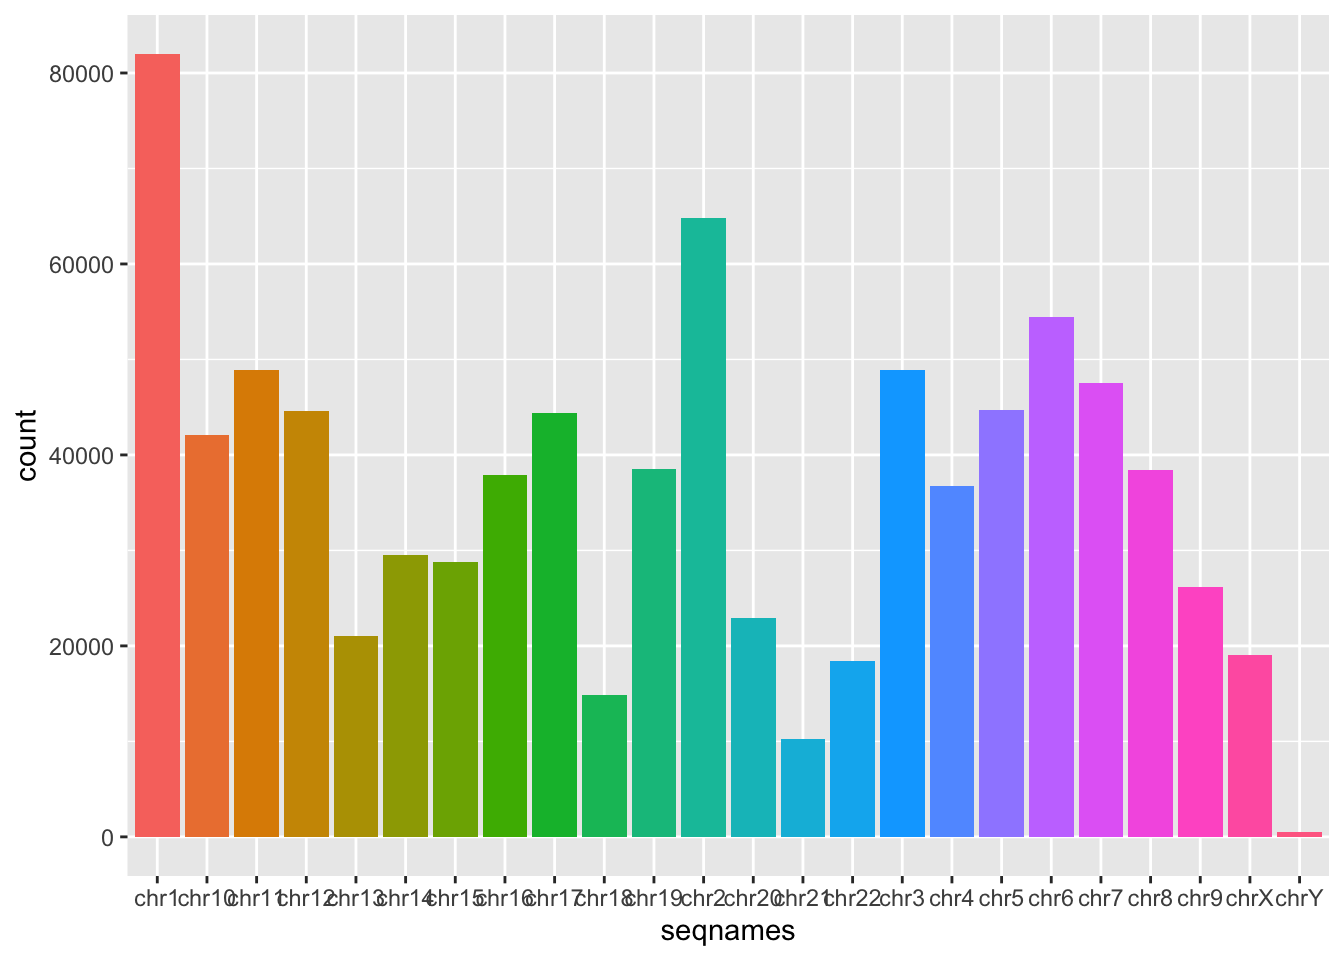 count
80000
60000
40000
20000
0
chr1 chr10 chr11 chr12 chr13 chr14 chr15 chr16 chr17 chr18 chr19 chr2 chr20 chr21 chr22 chr3 chr4 chr5 chr6 chr7 chr8 chr9 chrX chrY
seqnames